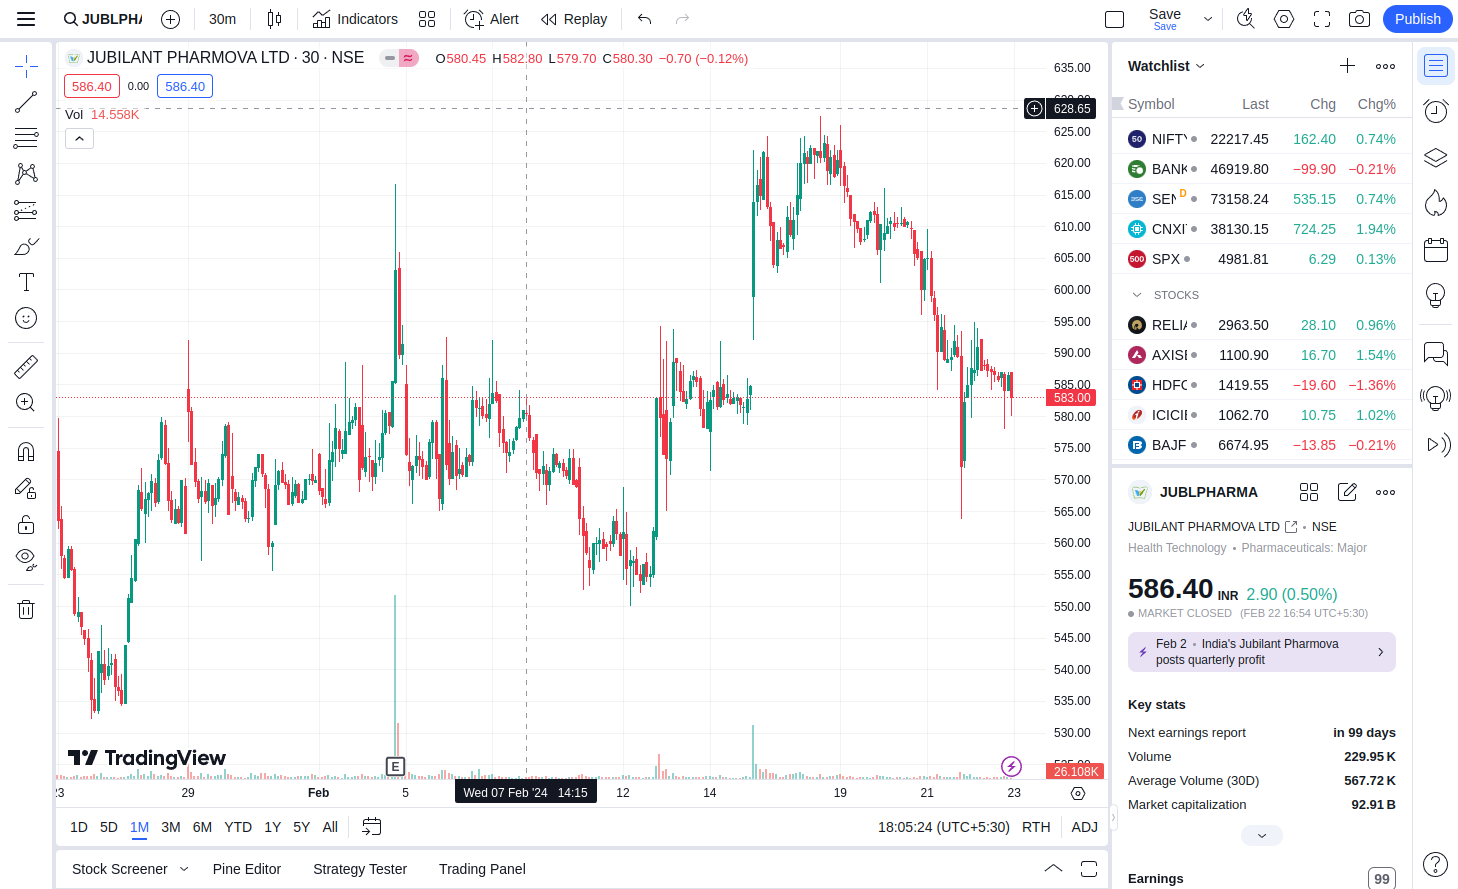 JUBLPHA 30m Indicators Alert Replay Save Save Publish
JUBILANT PHARMOVA LTD · 30 · NSE O580.45 H582.80 L579.70 C580.30 −0.70 (−0.12%)
586.40 0.00 586.40
Vol 14.558K
635.00
628.65
625.00
620.00
615.00
610.00
605.00
600.00
595.00
590.00
585.00
583.00
580.00
575.00
570.00
565.00
560.00
555.00
550.00
545.00
540.00
535.00
530.00
26.108K
TradingView
E
23 29 Feb 5 Wed 07 Feb '24 14:15 12 14 19 21 23
1D 5D 1M 3M 6M YTD 1Y 5Y All 18:05:24 (UTC+5:30) RTH ADJ
Stock Screener Pine Editor Strategy Tester Trading Panel
Watchlist
Symbol Last Chg Chg%
50 NIFTY 22217.45 162.40 0.74%
BANK 46919.80 −99.90 −0.21%
SEN D 73158.24 535.15 0.74%
CNXI 38130.15 724.25 1.94%
500 SPX 4981.81 6.29 0.13%
STOCKS
RELIA 2963.50 28.10 0.96%
AXISE 1100.90 16.70 1.54%
HDFC 1419.55 −19.60 −1.36%
ICICIE 1062.70 10.75 1.02%
BAJF 6674.95 −13.85 −0.21%
JUBLPHARMA
JUBILANT PHARMOVA LTD • NSE
Health Technology • Pharmaceuticals: Major
586.40 INR 2.90 (0.50%)
MARKET CLOSED (FEB 22 16:54 UTC+5:30)
Feb 2 • India's Jubilant Pharmova
posts quarterly profit
Key stats
Next earnings report in 99 days
Volume 229.95 K
Average Volume (30D) 567.72 K
Market capitalization 92.91 B
Earnings 99